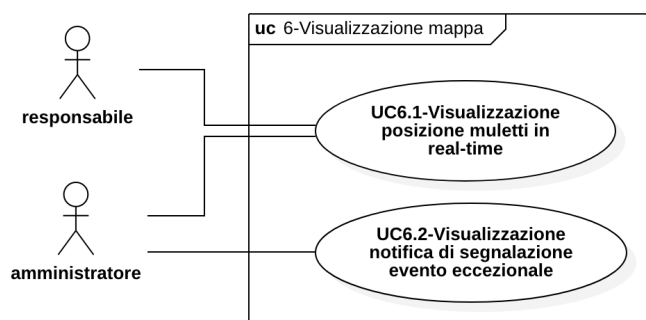 uc 6-Visualizzazione mappa
responsabile
UC6.1-Visualizzazione
posizione muletti in
real-time
amministratore
UC6.2-Visualizzazione
notifica di segnalazione
evento eccezionale